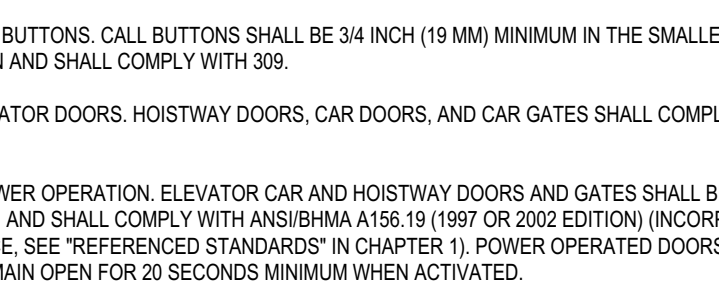 BUTTONS. CALL BUTTONS SHALL BE 3/4 INCH (19 MM) MINIMUM IN THE SMALLE
AND SHALL COMPLY WITH 309.
ATOR DOORS. HOISTWAY DOORS, CAR DOORS, AND CAR GATES SHALL COMPL
WER OPERATION. ELEVATOR CAR AND HOISTWAY DOORS AND GATES SHALL B
AND SHALL COMPLY WITH ANSI/BHMA A156.19 (1997 OR 2002 EDITION) (INCOR
E, SEE "REFERENCED STANDARDS" IN CHAPTER 1). POWER OPERATED DOORS
MAIN OPEN FOR 20 SECONDS MINIMUM WHEN ACTIVATED.